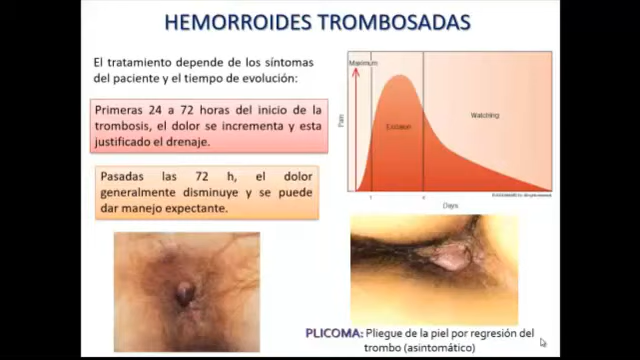 HEMORROIDES TROMBOSADAS
El tratamiento depende de los síntomas
del paciente y el tiempo de evolución:
Primeras 24 a 72 horas del inicio de la
trombosis, el dolor se incrementa y esta
justificado el drenaje.
Pasadas las 72 h, el dolor
generalmente disminuye y se puede
dar manejo expectante.
Maximum
Pain
Excision
Watching
Days
PLICOMA: Pliegue de la piel por regresión del
trombo (asintomático)